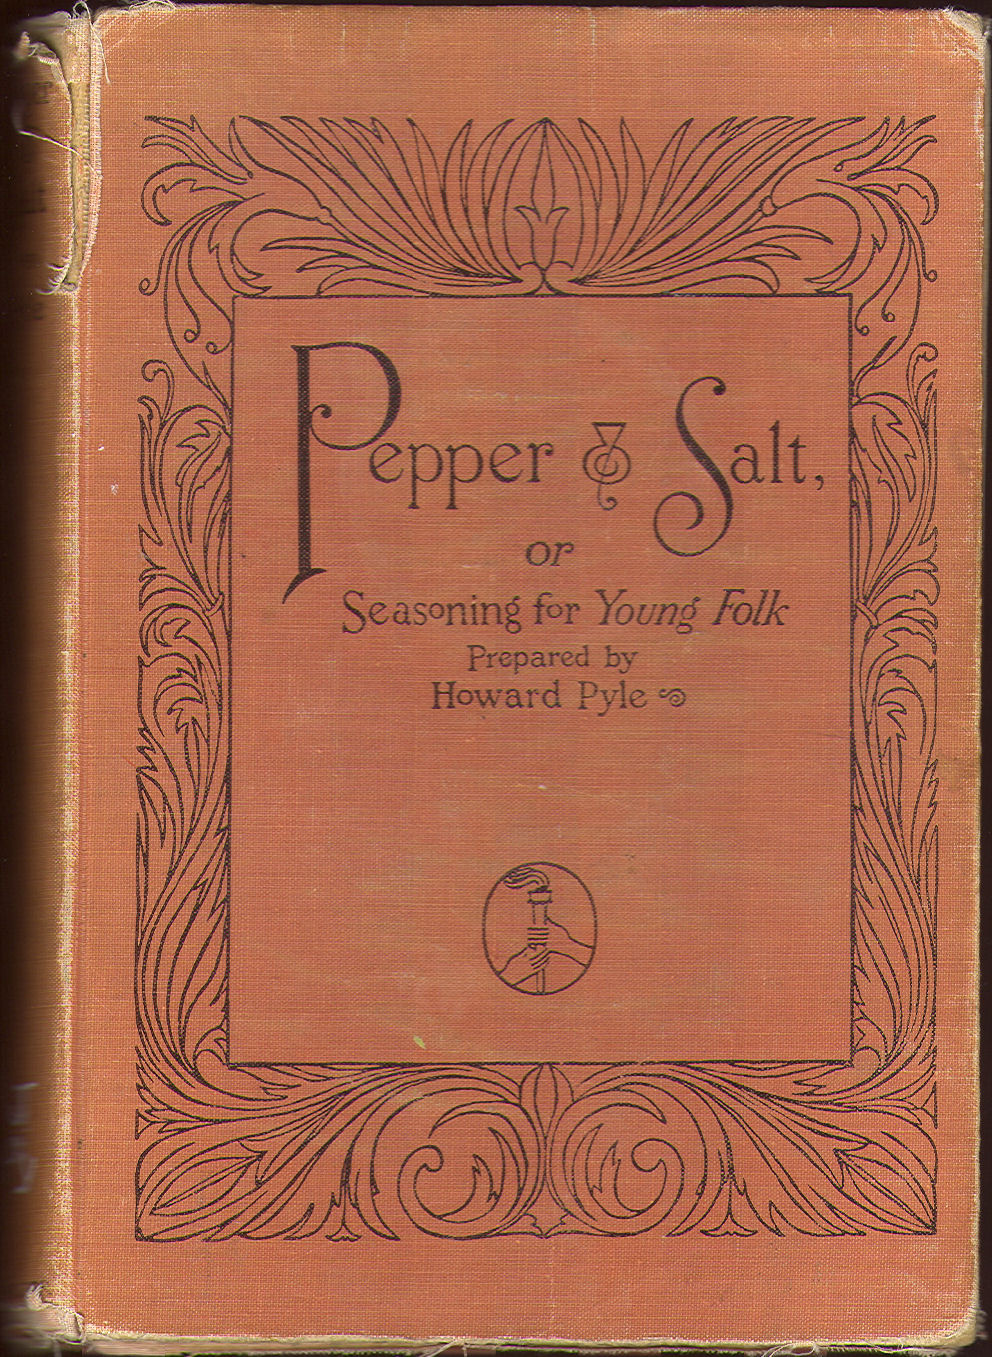 Pepper & Salt,
or
Seasoning for Young Folk
Prepared by
Howard Pyle